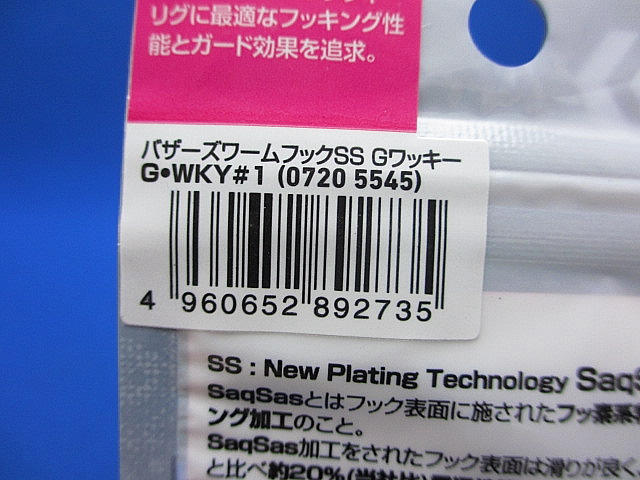 リグに最適なフッキング性
能とガード効果を追求。
バザーズワームフックSS Gワッキー
G•WKY#1 (0720 5545)
4 960652 892735
SS : New Plating Technology SaqS
SaqSasとはフック表面に施されたフッ素系
ング加工のこと。
SaqSas加工をされたフック表面は滑りが良く
と比べ約20%(当社比)